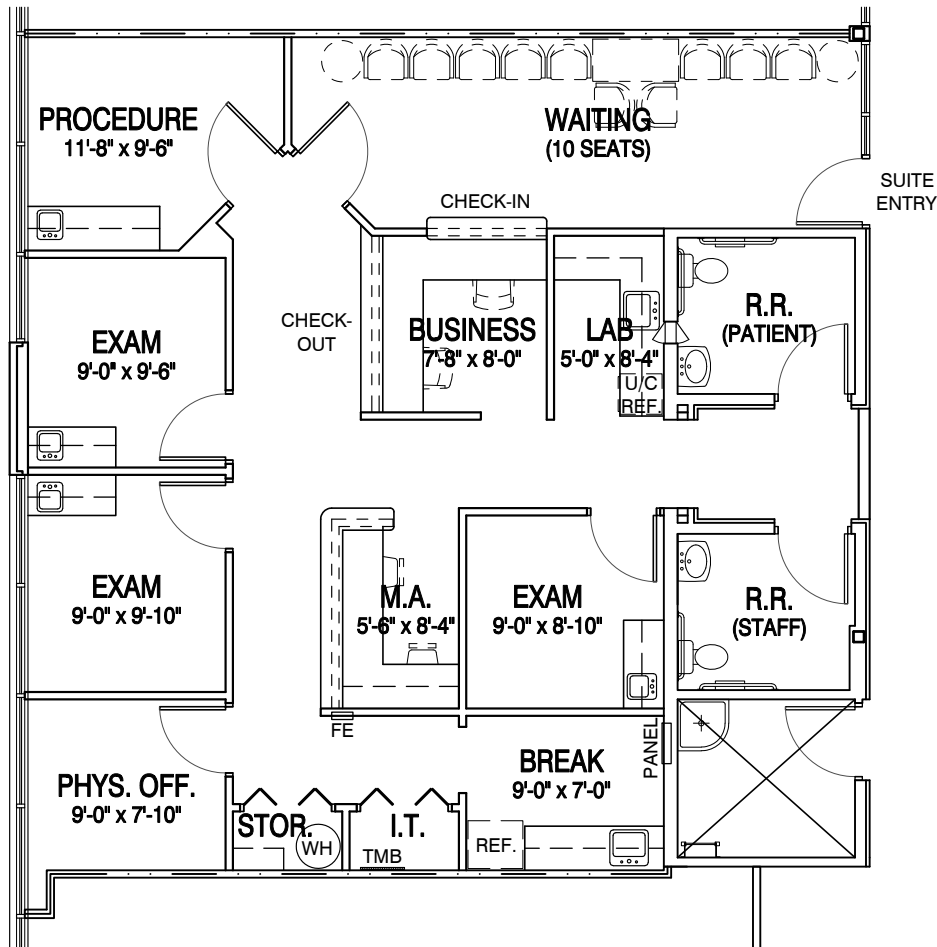 PROCEDURE
11'-8" x 9'-6"
WAITING
(10 SEATS)
SUITE
ENTRY
CHECK-IN
CHECK-
OUT
BUSINESS
7'-8" x 8'-0"
LAB
5'-0" x 8'-4"
U/C
REF.
R.R.
(PATIENT)
EXAM
9'-0" x 9'-6"
EXAM
9'-0" x 9'-10"
M.A.
5'-6" x 8'-4"
EXAM
9'-0" x 8'-10"
R.R.
(STAFF)
FE
PANEL
PHYS. OFF.
9'-0" x 7'-10"
BREAK
9'-0" x 7'-0"
STOR.
WH
I.T.
TMB
REF.